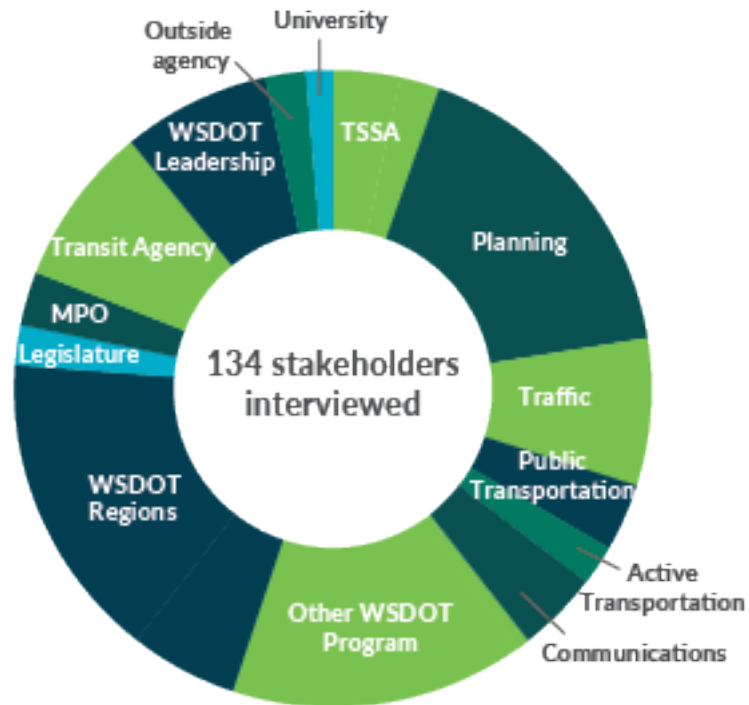 University
Outside
agency
TSSA
WSDOT
Leadership
Planning
Transit Agency
MPO
Legislature
134 stakeholders
interviewed
Traffic
Public
Transportation
WSDOT
Regions
Active
Transportation
Other WSDOT
Program
Communications